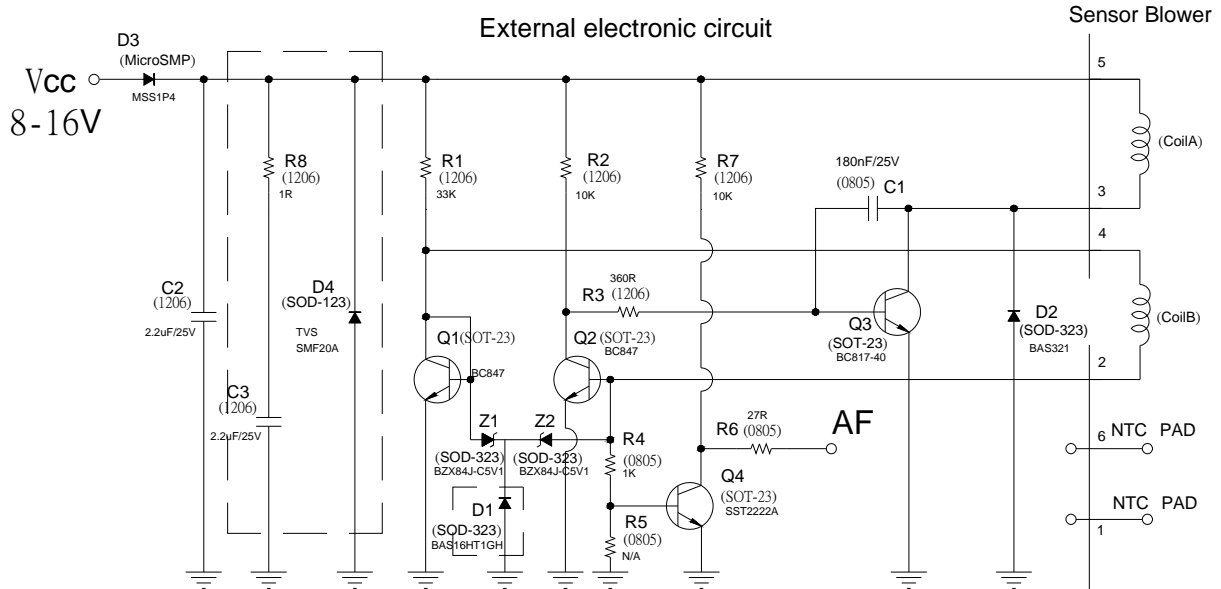 External electronic circuit
Sensor Blower
D3
(MicroSMP)
MSS1P4
Vcc
8-16V
5
R8
(1206)
1R
R1
(1206)
33K
R2
(1206)
10K
R7
(1206)
10K
180nF/25V
(0805) C1
(CoilA)
3
4
C2
(1206)
2.2uF/25V
D4
(SOD-123)
TVS
SMF20A
360R
R3 (1206)
Q3
(SOT-23)
BC817-40
D2
(SOD-323)
BAS321
(CoilB)
Q1 (SOT-23)
BC847
Q2 (SOT-23)
BC847
2
C3
(1206)
2.2uF/25V
Z1
(SOD-323)
BZX84J-C5V1
Z2
(SOD-323)
BZX84J-C5V1
R4
(0805)
1K
27R
R6 (0805)
AF
6
NTC PAD
D1
(SOD-323)
BAS16HT1GH
R5
(0805)
N/A
Q4
(SOT-23)
SST2222A
NTC PAD
1